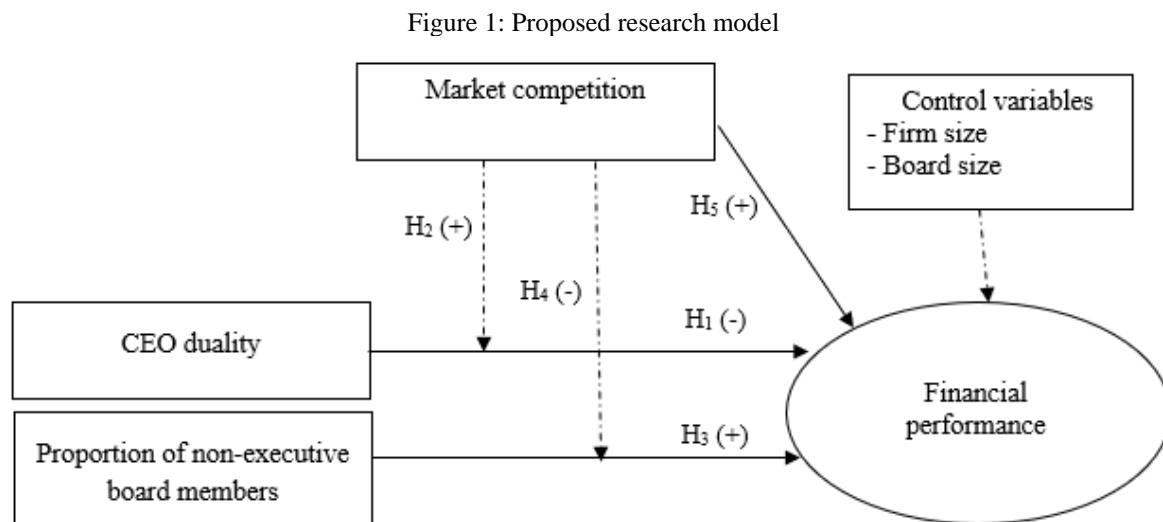 Figure 1: Proposed research model
Market competition
Control variables
- Firm size
- Board size
H₂ (+)
H₅ (+)
H₄ (-)
H₁ (-)
CEO duality
Financial
performance
H₃ (+)
Proportion of non-executive
board members